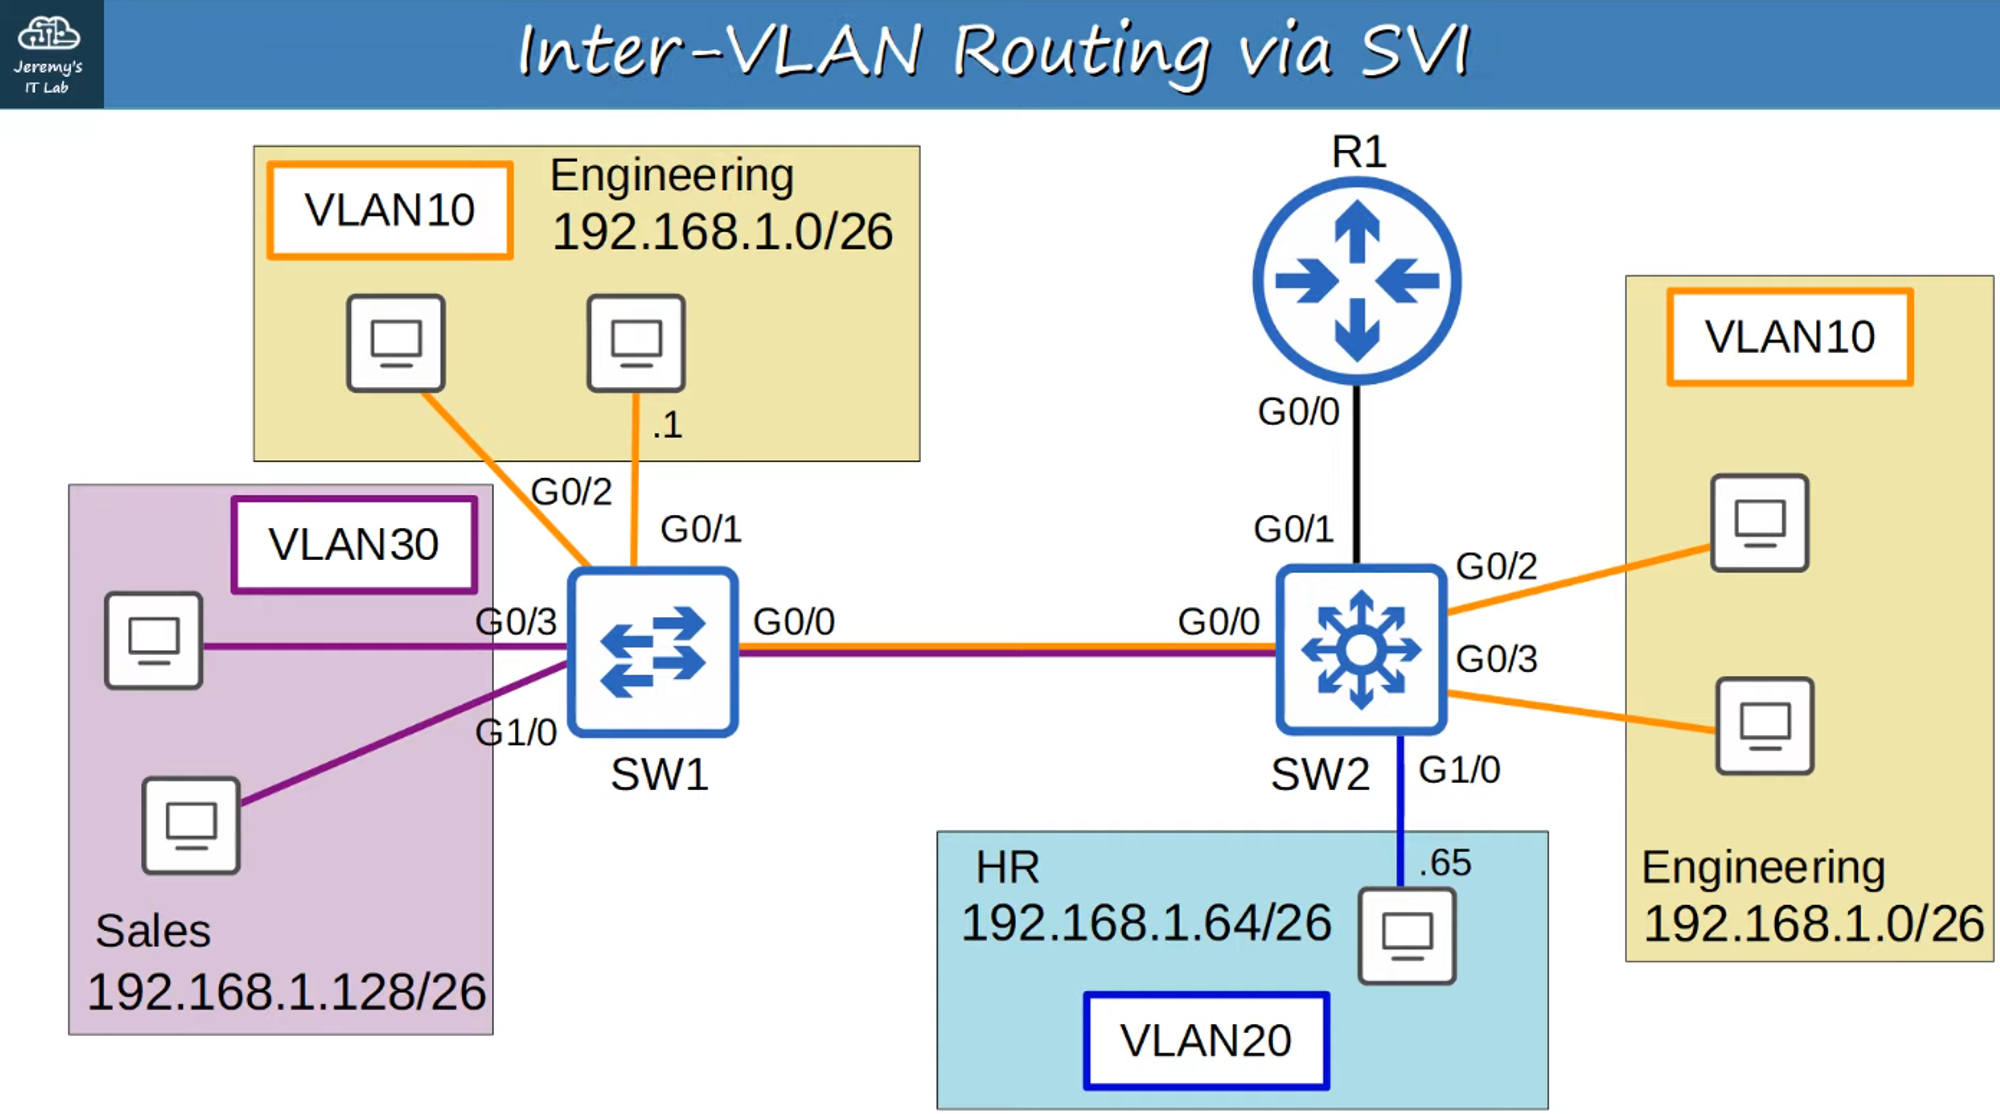 Jeremy's
IT Lab
Inter-VLAN Routing via SVI
VLAN10
Engineering
192.168.1.0/26
.1
G0/2
G0/1
VLAN30
G0/3
G1/0
Sales
192.168.1.128/26
G0/0
SW1
R1
G0/0
G0/1
G0/0
G0/2
G0/3
SW2
G1/0
HR
192.168.1.64/26
.65
VLAN20
VLAN10
Engineering
192.168.1.0/26